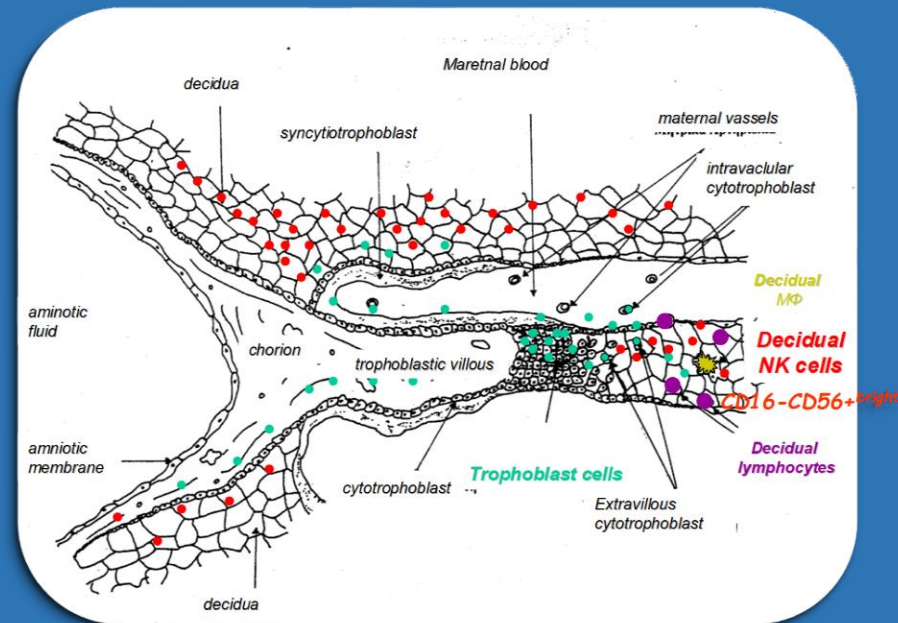 Maretnal blood
decidua
maternal vassels
syncytiotrophoblast
intravaclular
cytotrophoblast
Decidual
MΦ
aminotic
fluid
chorion
trophoblastic villous
Decidual
NK cells
CD16-CD56+bright
amniotic
membrane
cytotrophoblast
Trophoblast cells
Decidual
lymphocytes
Extravillous
cytotrophoblast
decidua